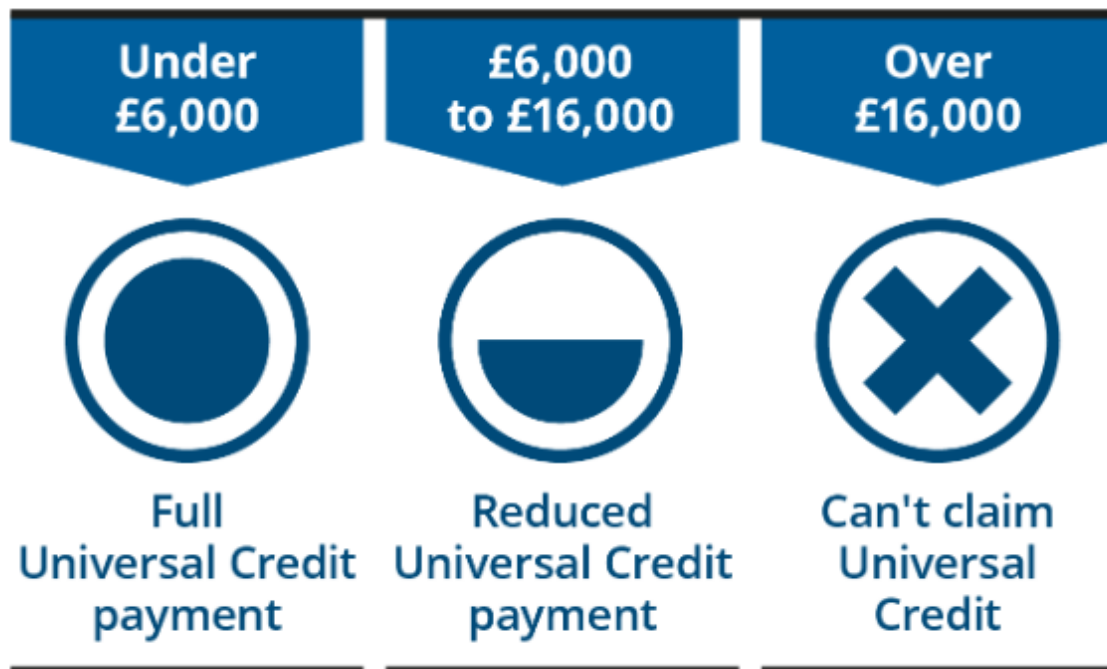 Under
£6,000
£6,000
to £16,000
Over
£16,000
Full
Universal Credit
payment
Reduced
Universal Credit
payment
Can't claim
Universal
Credit